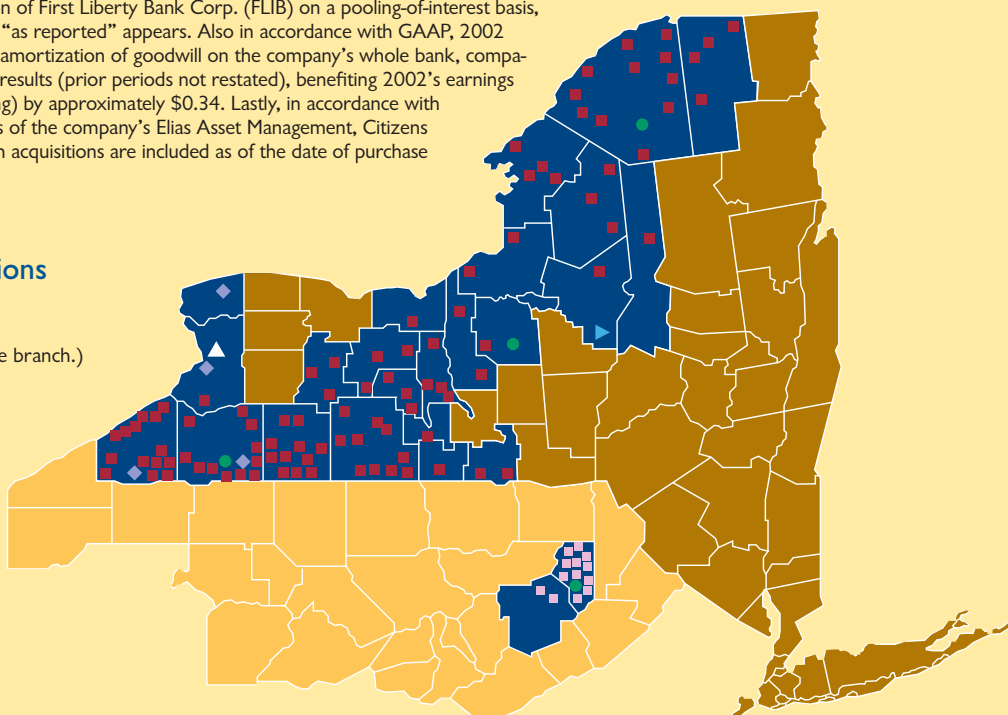 n of First Liberty Bank Corp. (FLIB) on a pooling-of-interest basis,
“as reported” appears. Also in accordance with GAAP, 2002
amortization of goodwill on the company’s whole bank, compa-
results (prior periods not restated), benefiting 2002’s earnings
g) by approximately $0.34. Lastly, in accordance with
s of the company’s Elias Asset Management, Citizens
n acquisitions are included as of the date of purchase
ions
e branch.)